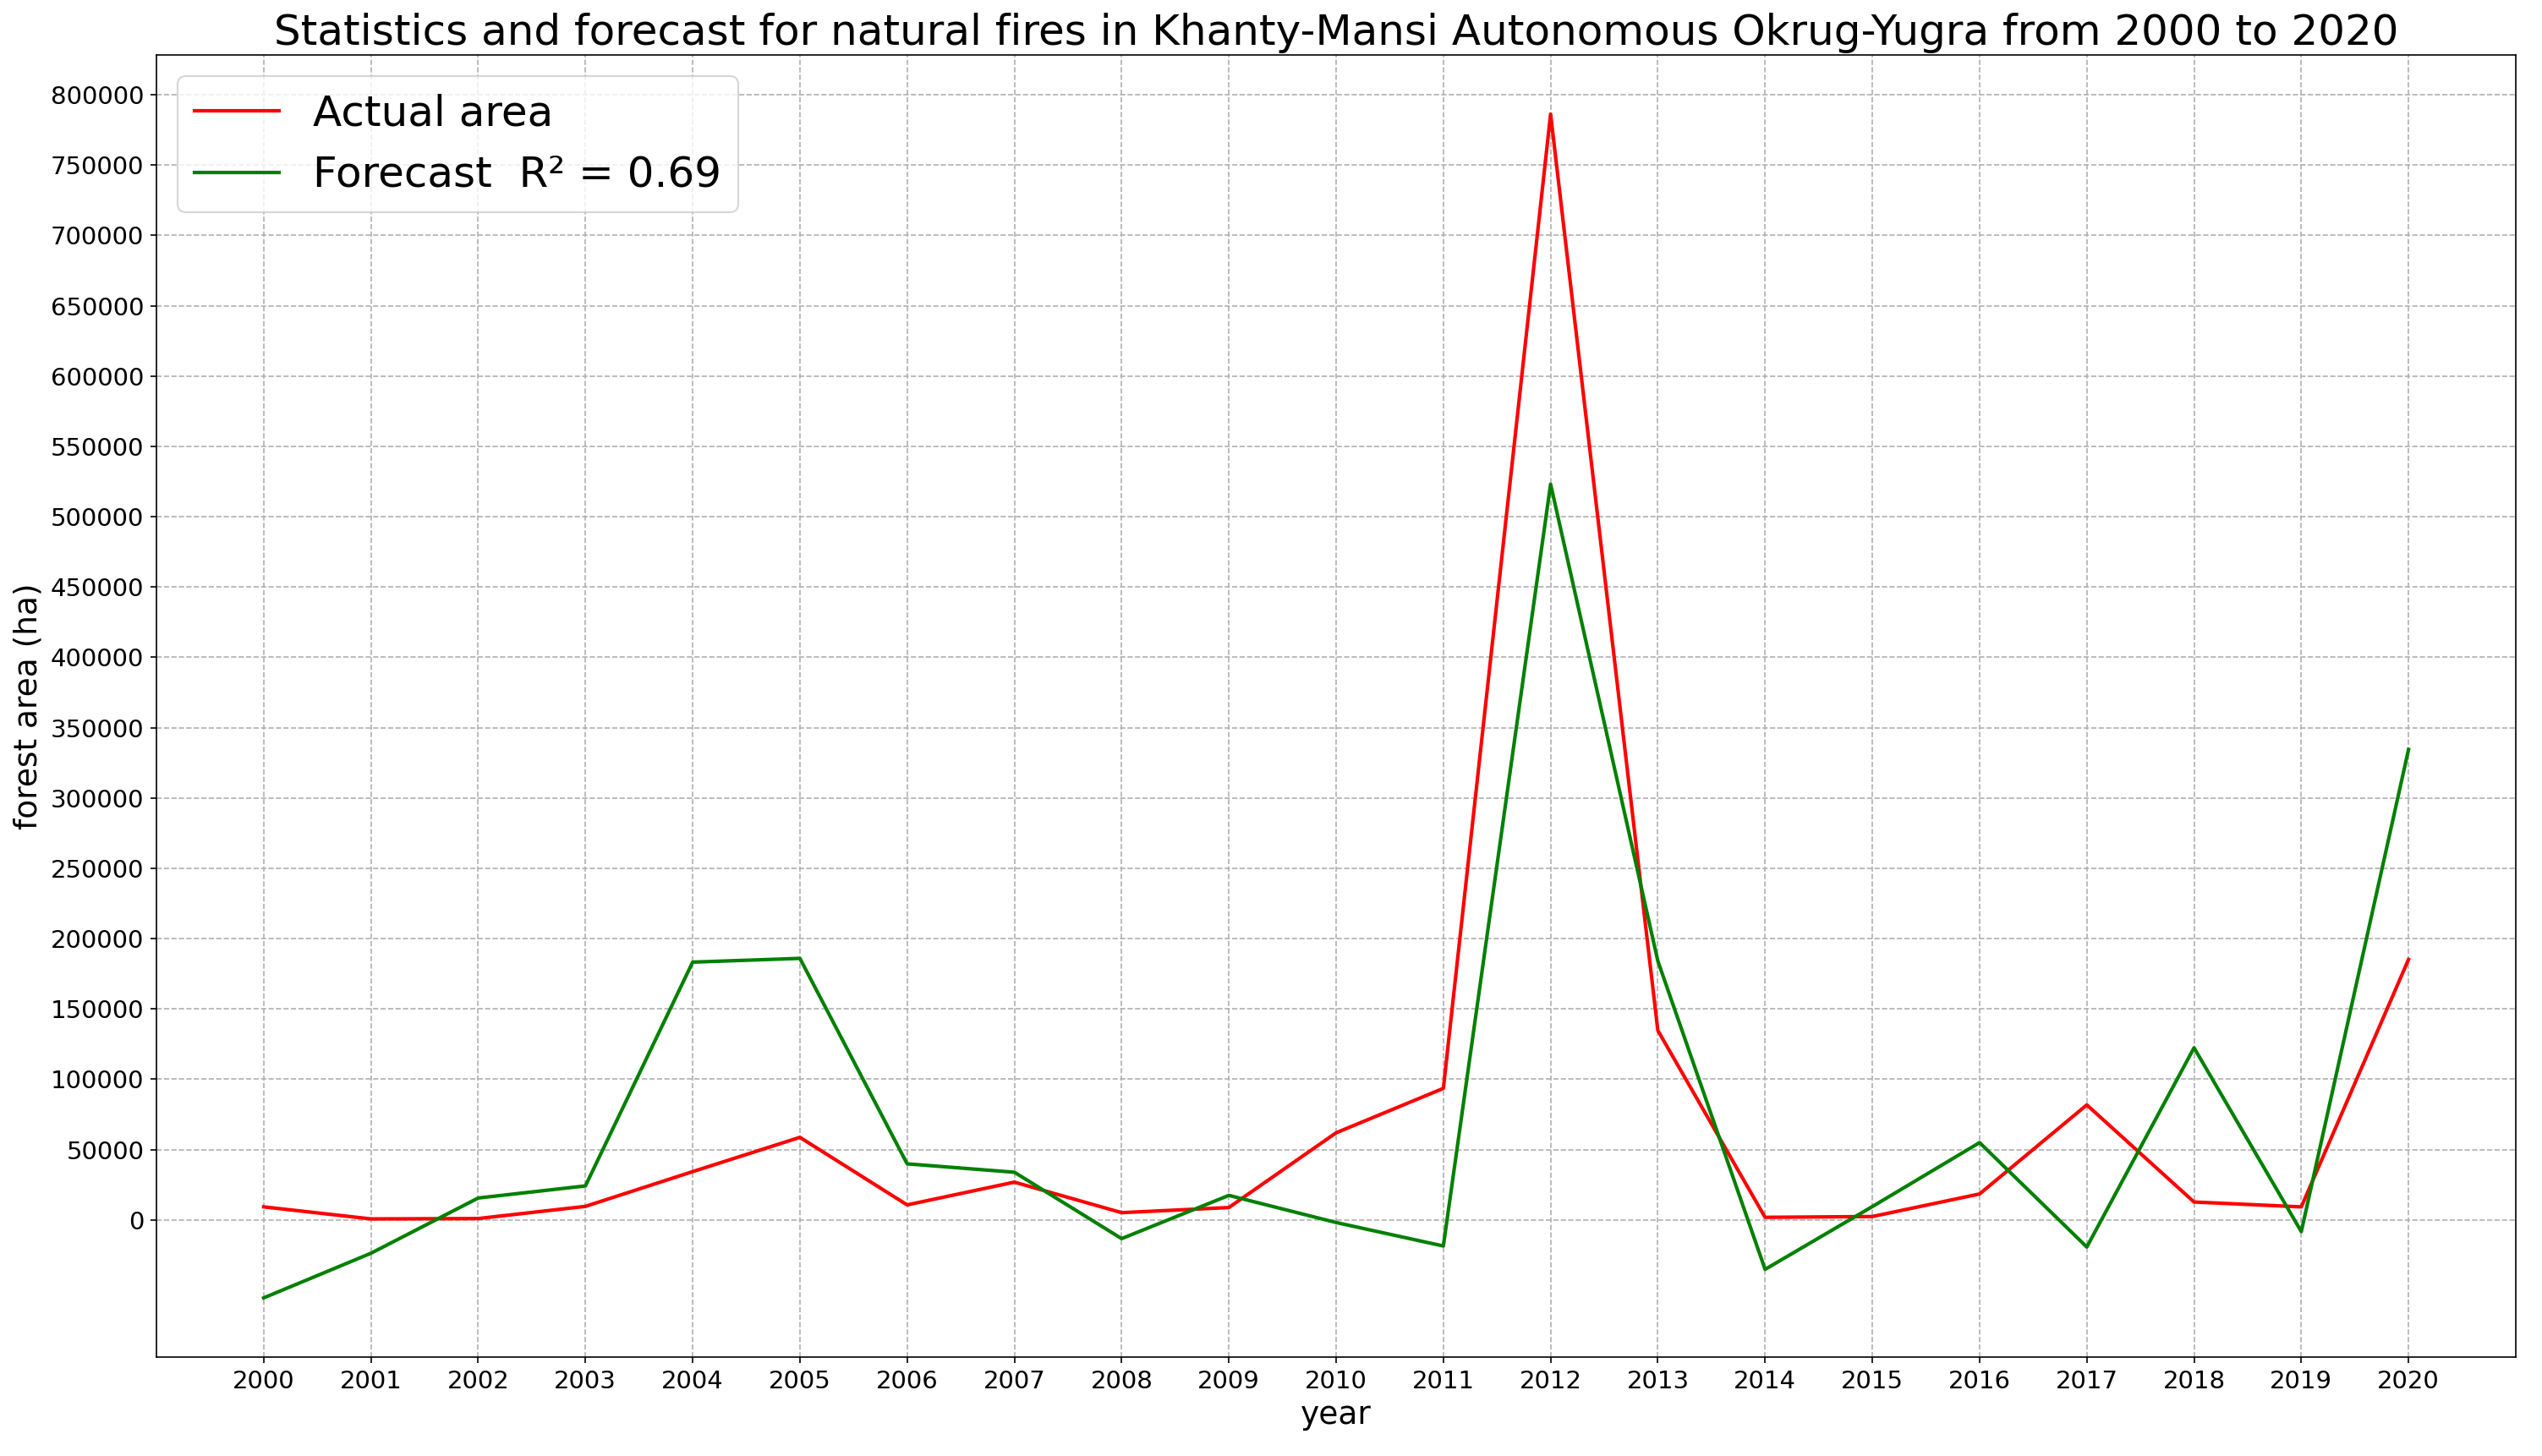 Statistics and forecast for natural fires in Khanty-Mansi Autonomous Okrug-Yugra from 2000 to 2020
Actual area
Forecast  R² = 0.69
800000
750000
700000
650000
600000
550000
500000
450000
400000
350000
300000
250000
200000
150000
100000
50000
0
forest area (ha)
2000 2001 2002 2003 2004 2005 2006 2007 2008 2009 2010 2011 2012 2013 2014 2015 2016 2017 2018 2019 2020
year